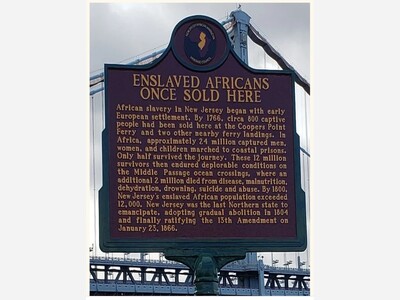 ENSLAVED AFRICANS
ONCE SOLD HERE
African slavery in New Jersey began with early
European settlement. By 1766, circa 800 captive
people had been sold here at the Coopers Point
Ferry and two other nearby ferry landings. In
Africa, approximately 24 million captured men,
women, and children marched to coastal prisons.
Only half survived the journey. These 12 million
survivors then endured deplorable conditions on
the Middle Passage ocean crossings, where an
additional 2 million died from disease, malnutrition,
dehydration, drowning, suicide and abuse. By 1800,
New Jersey's enslaved African population exceeded
12,000. New Jersey was the last Northern state to
emancipate, adopting gradual abolition in 1804
and finally ratifying the 13th Amendment on
January 23, 1866.